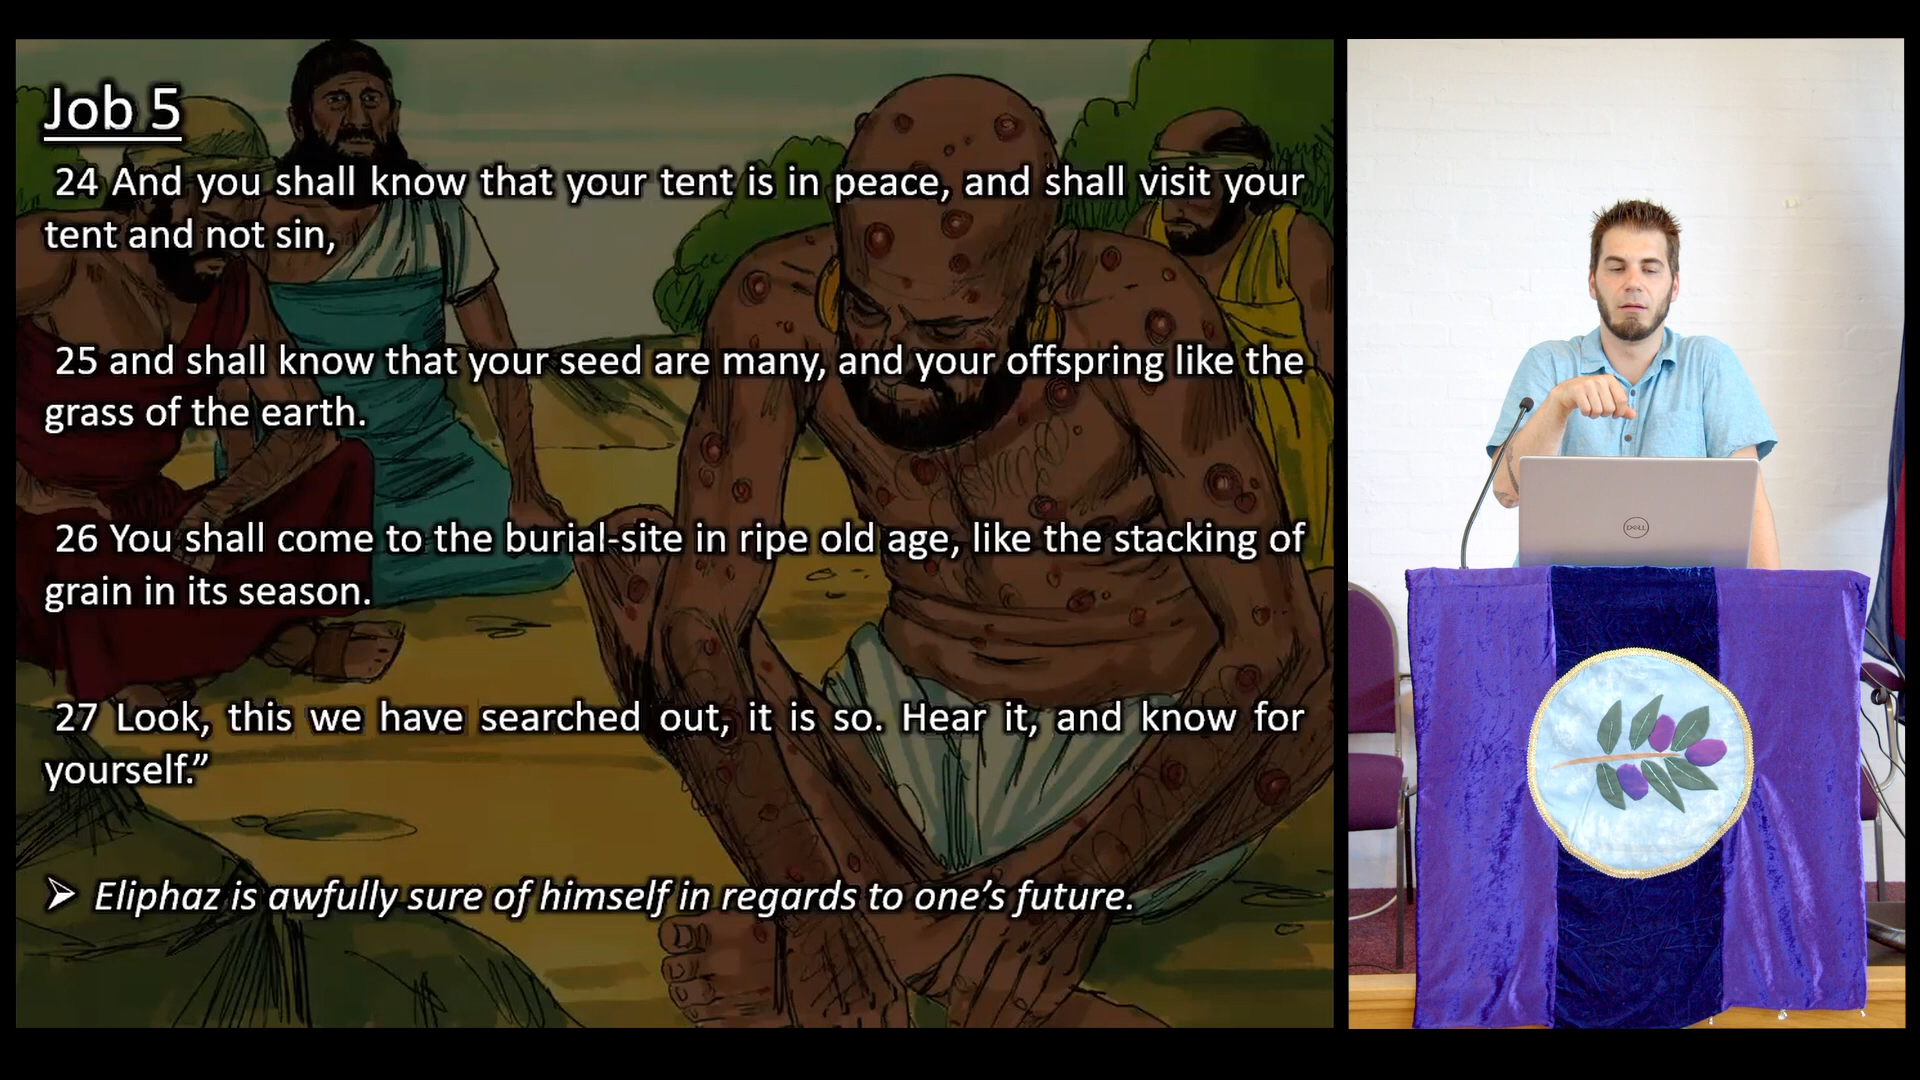 Job 5
24 And you shall know that your tent is in peace, and shall visit your
tent and not sin,
25 and shall know that your seed are many, and your offspring like the
grass of the earth.
26 You shall come to the burial-site in ripe old age, like the stacking of
grain in its season.
27 Look, this we have searched out, it is so. Hear it, and know for
yourself.”
➢ Eliphaz is awfully sure of himself in regards to one’s future.
DELL